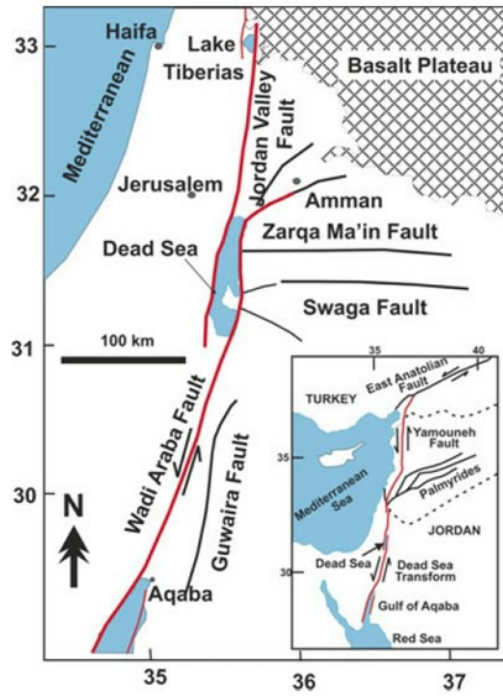 33
Haifa
Lake
Tiberias
Basalt Plateau
Mediterranean
Jordan Valley
Fault
32
Jerusalem
Amman
Zarqa Ma'in Fault
Dead Sea
Swaga Fault
100 km
31
Wadi Araba Fault
Guwaira Fault
30
N
Aqaba
35
36
37
35
40
TURKEY
East Anatolian
Fault
Yamouneh
Fault
35
Mediterranean
Sea
Palmyrides
JORDAN
Dead Sea
Dead Sea
Transform
30
Gulf of Aqaba
Red Sea